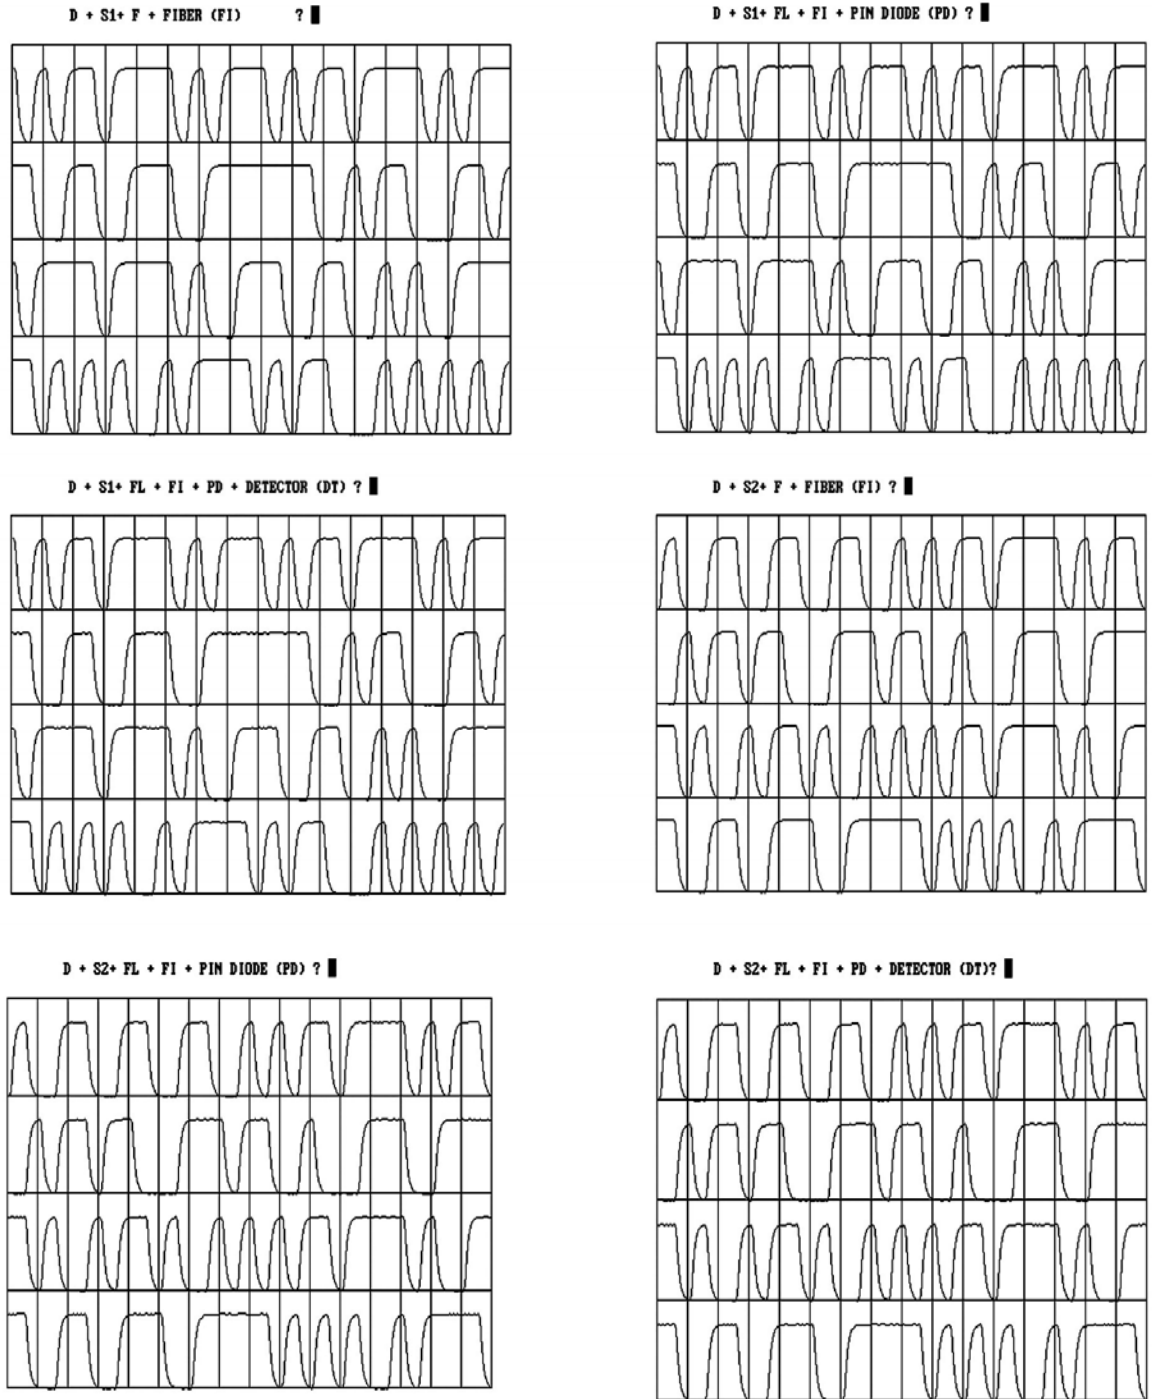 D + S1+ F + FIBER (FI) ?
D + S1+ FL + FI + PIN DIODE (PD) ?
D + S1+ FL + FI + PD + DETECTOR (DT) ?
D + S2+ F + FIBER (FI) ?
D + S2+ FL + FI + PIN DIODE (PD) ?
D + S2+ FL + FI + PD + DETECTOR (DT)?